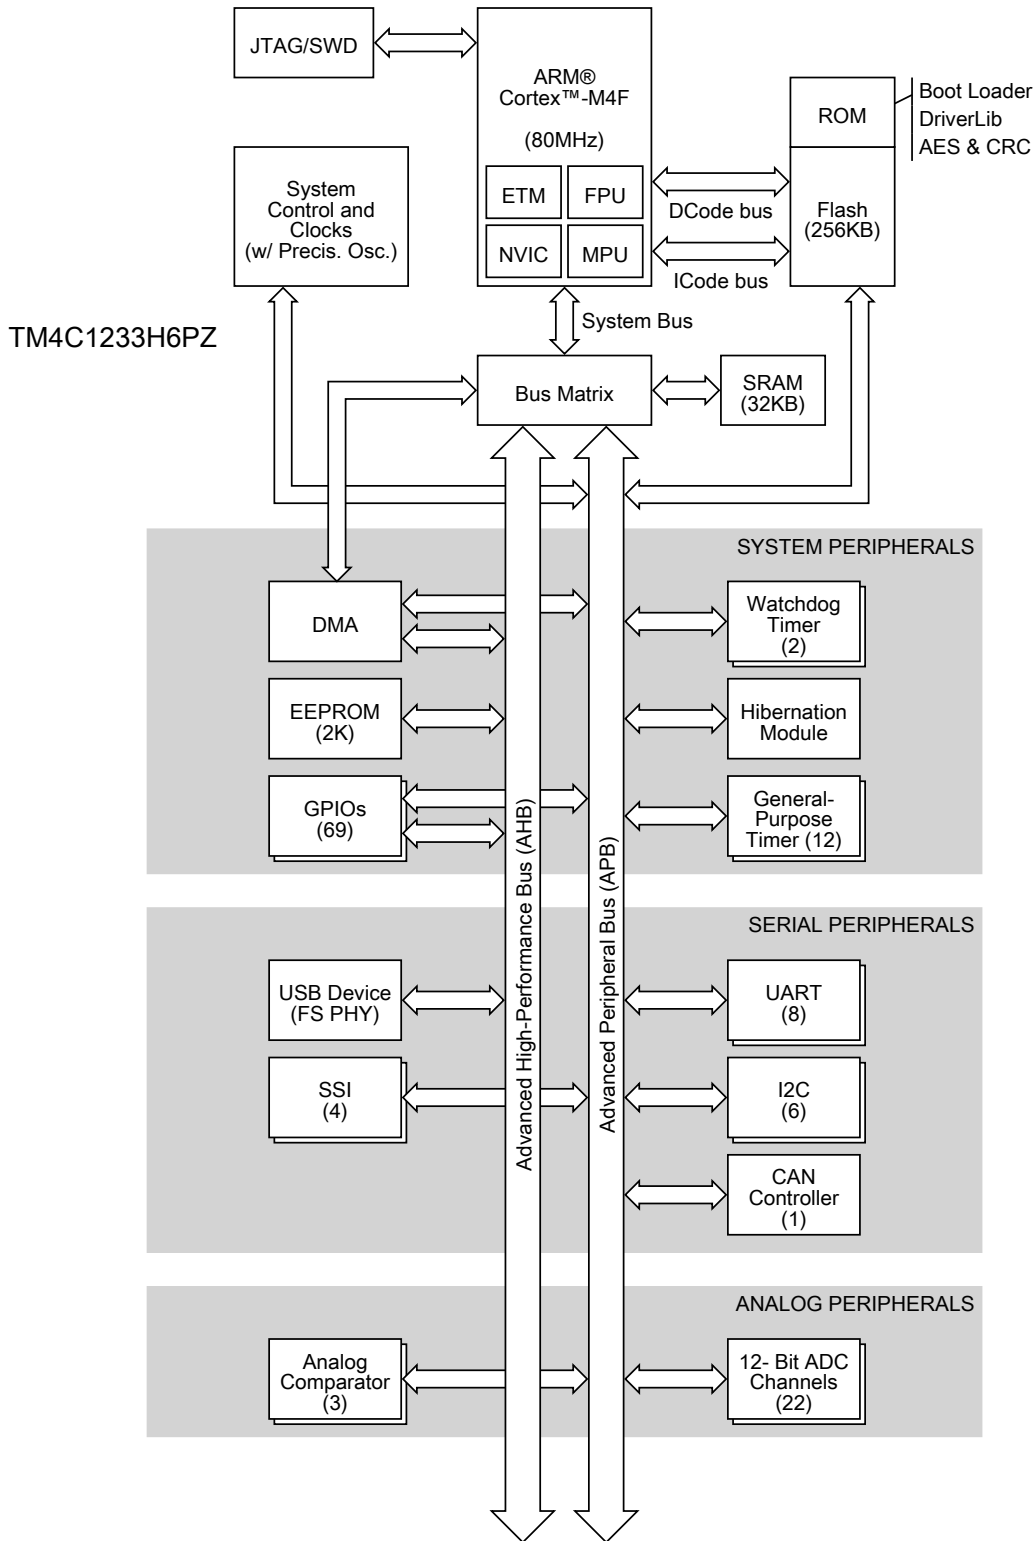 JTAG/SWD
ARM®
Cortex™-M4F
(80MHz)
ETM
FPU
NVIC
MPU
ROM
Boot Loader
DriverLib
AES & CRC
Flash
(256KB)
DCode bus
ICode bus
System
Control and
Clocks
(w/ Precis. Osc.)
TM4C1233H6PZ
System Bus
Bus Matrix
SRAM
(32KB)
SYSTEM PERIPHERALS
DMA
Watchdog
Timer
(2)
EEPROM
(2K)
Hibernation
Module
GPIOs
(69)
General-
Purpose
Timer (12)
Advanced High-Performance Bus (AHB)
Advanced Peripheral Bus (APB)
SERIAL PERIPHERALS
USB Device
(FS PHY)
UART
(8)
SSI
(4)
I2C
(6)
CAN
Controller
(1)
ANALOG PERIPHERALS
Analog
Comparator
(3)
12- Bit ADC
Channels
(22)